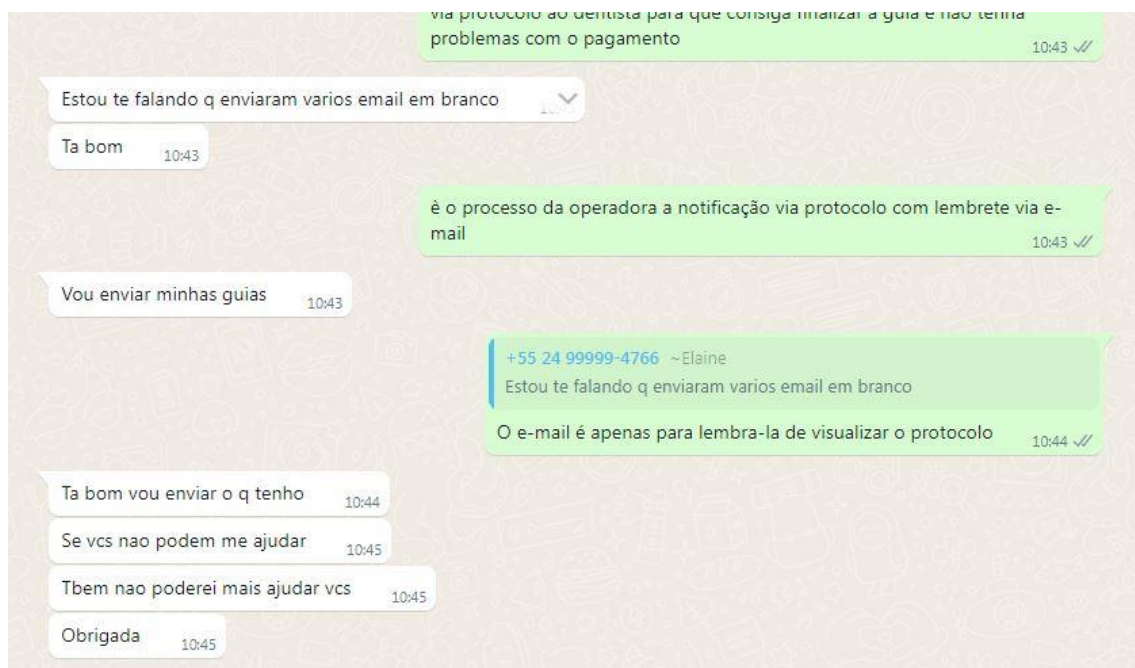 via protocolo ao dentista para que consiga finalizar a guia e não tenha
problemas com o pagamento
10:43
Estou te falando q enviaram varios email em branco
Ta bom
10:43
è o processo da operadora a notificação via protocolo com lembrete via e-
mail
10:43
Vou enviar minhas guias
10:43
+55 24 99999-4766 ~Elaine
Estou te falando q enviaram varios email em branco
O e-mail é apenas para lembra-la de visualizar o protocolo
10:44
Ta bom vou enviar o q tenho
10:44
Se vcs nao podem me ajudar
10:45
Tbem nao poderei mais ajudar vcs
10:45
Obrigada
10:45